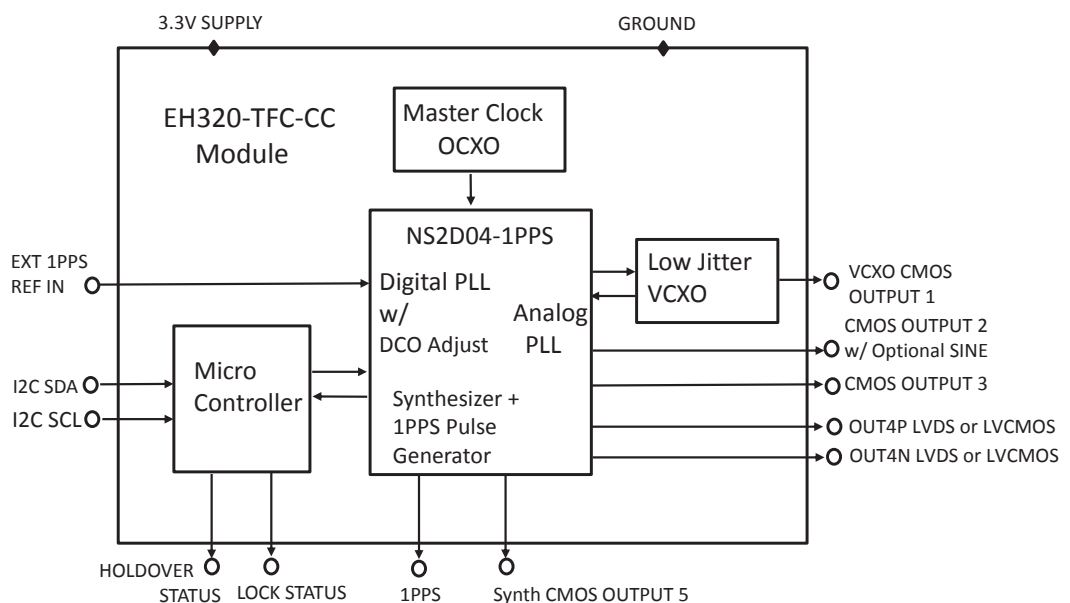 3.3V SUPPLY
GROUND
EH320-TFC-CC
Module
Master Clock
OCXO
NS2D04-1PPS
EXT 1PPS
REF IN
Digital PLL
w/
DCO Adjust
Analog
PLL
Low Jitter
VCXO
VCXO CMOS
OUTPUT 1
CMOS OUTPUT 2
w/ Optional SINE
CMOS OUTPUT 3
I2C SDA
I2C SCL
Micro
Controller
Synthesizer +
1PPS Pulse
Generator
OUT4P LVDS or LVCMOS
OUT4N LVDS or LVCMOS
HOLDOVER
STATUS
LOCK STATUS
1PPS
Synth CMOS OUTPUT 5